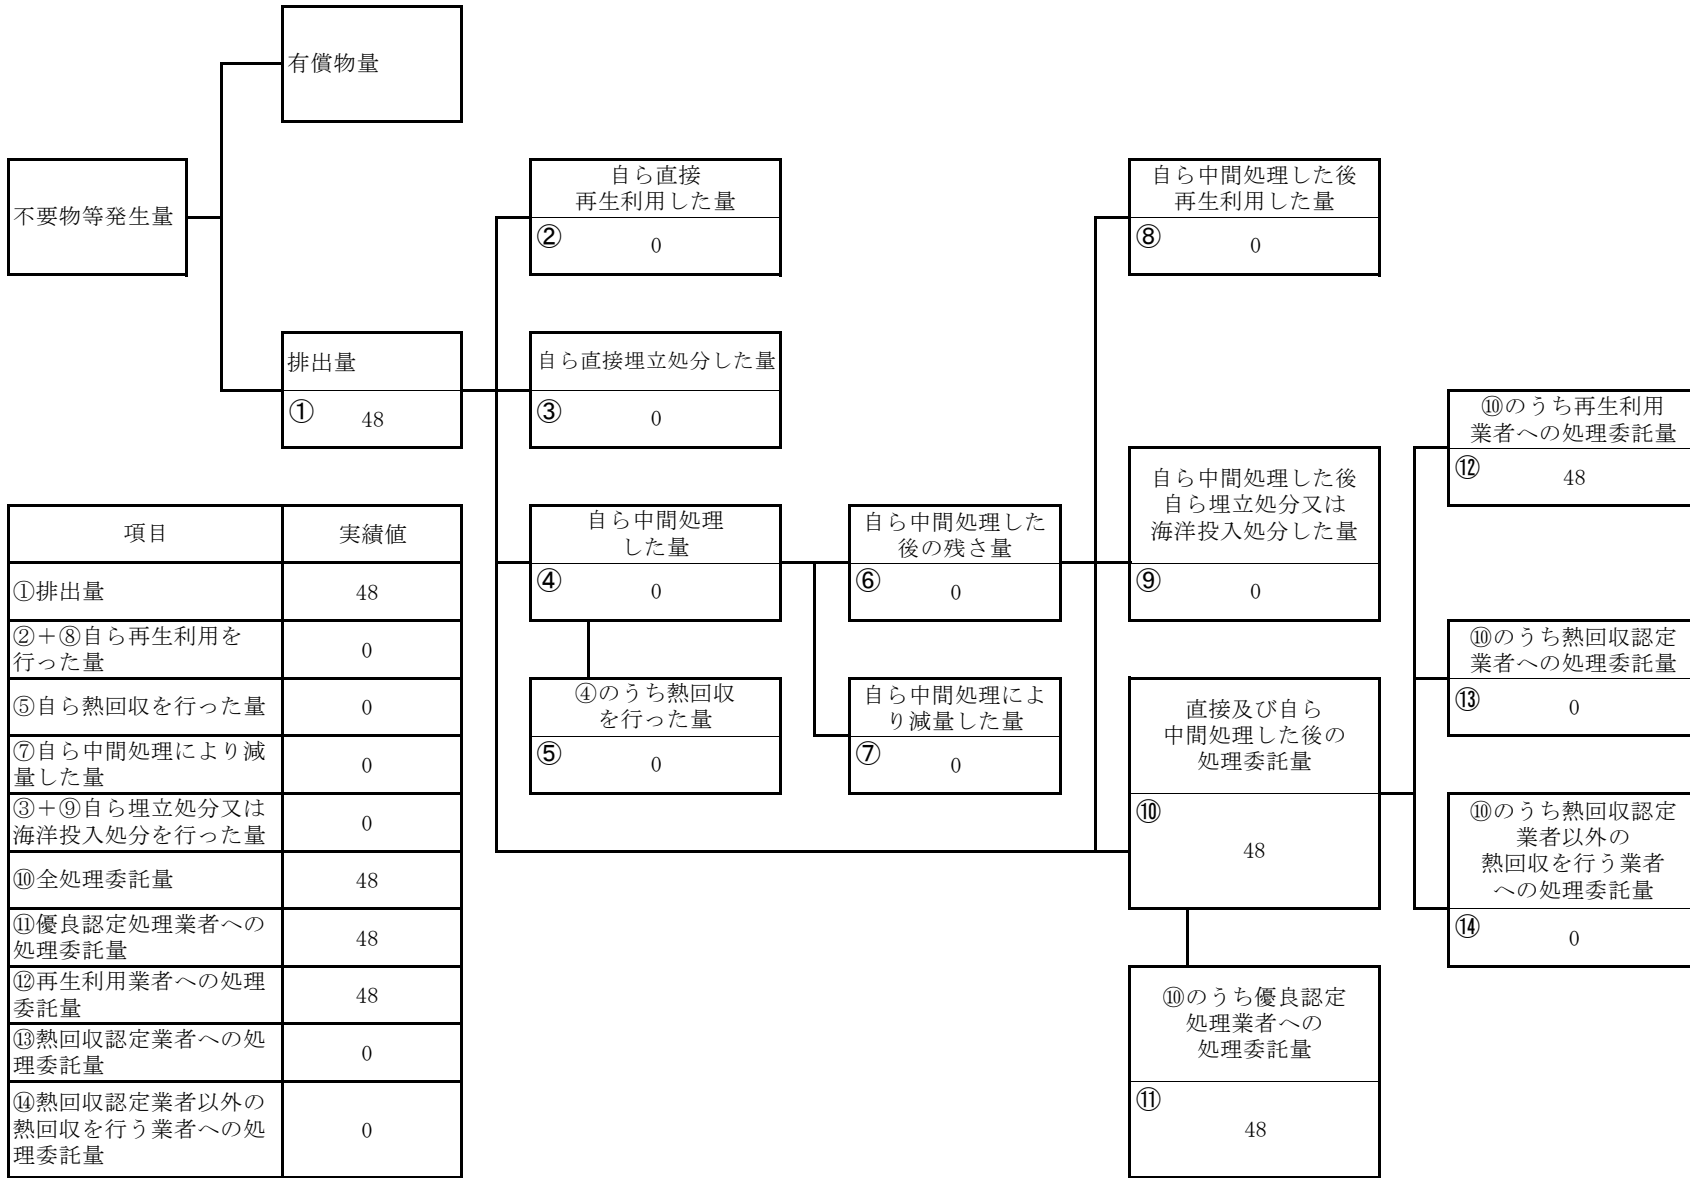 有償物量
不要物等発生量
自ら直接
再生利用した量
② 0
自ら中間処理した後
再生利用した量
⑧ 0
排出量
① 48
自ら直接埋立処分した量
③ 0
⑩のうち再生利用
業者への処理委託量
⑫ 48
自ら中間処理した後
自ら埋立処分又は
海洋投入処分した量
⑨ 0
自ら中間処理
した量
④ 0
自ら中間処理した
後の残さ量
⑥ 0
⑩のうち熱回収認定
業者への処理委託量
⑬ 0
④のうち熱回収
を行った量
⑤ 0
自ら中間処理によ
り減量した量
⑦ 0
直接及び自ら
中間処理した後の
処理委託量
⑩
48
⑩のうち熱回収認定
業者以外の
熱回収を行う業者
への処理委託量
⑭ 0
⑩のうち優良認定
処理業者への
処理委託量
⑪
48
項目 実績値
①排出量 48
②+⑧自ら再生利用を
行った量 0
⑤自ら熱回収を行った量 0
⑦自ら中間処理により減
量した量 0
③+⑨自ら埋立処分又は
海洋投入処分を行った量 0
⑩全処理委託量 48
⑪優良認定処理業者への
処理委託量 48
⑫再生利用業者への処理
委託量 48
⑬熱回収認定業者への処
理委託量 0
⑭熱回収認定業者以外の
熱回収を行う業者への処 0
理委託量